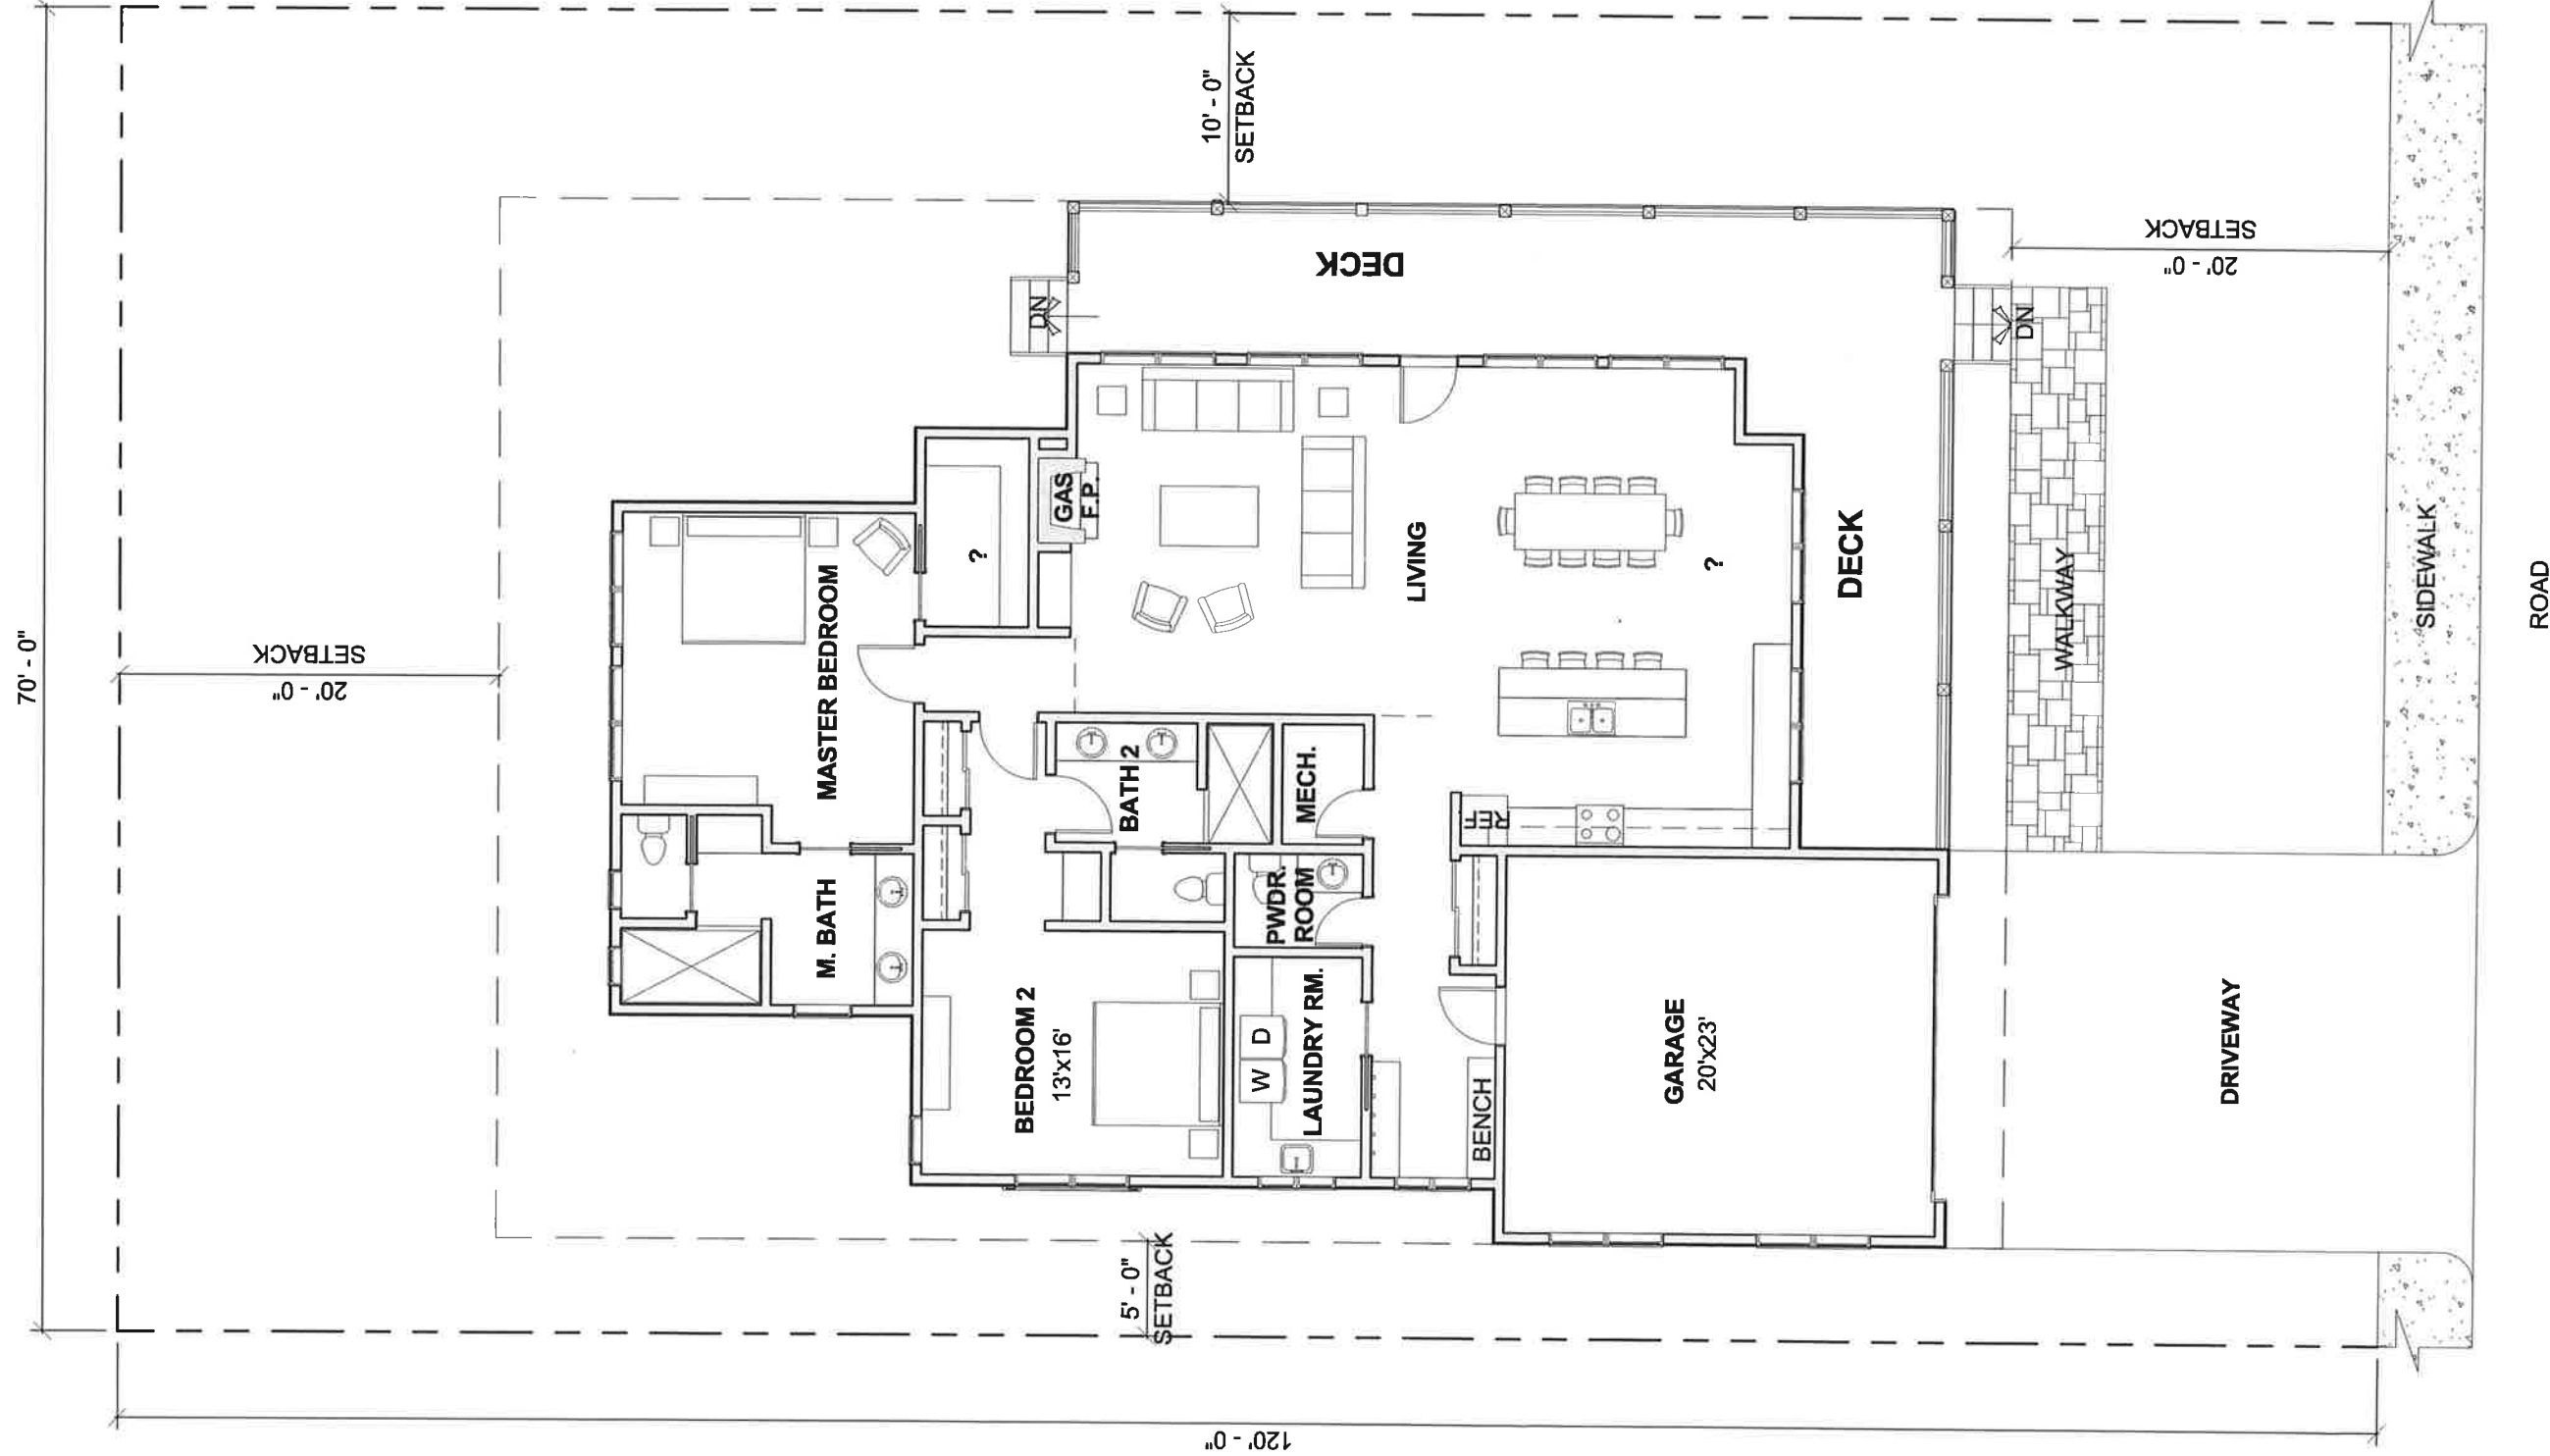 70' - 0"
20' - 0"
SETBACK
10' - 0"
SETBACK
DECK
DN
SETBACK
20' - 0"
DN
MASTER BEDROOM
?
GAS
F.P.
LIVING
?
DECK
WALKWAY
SIDEWALK
ROAD
M. BATH
BATH 2
MECH.
REF
PWDR.
ROOM
BEDROOM 2
13'x16'
W
D
LAUNDRY RM.
BENCH
GARAGE
20'x23'
DRIVEWAY
5' - 0"
SETBACK
120' - 0"